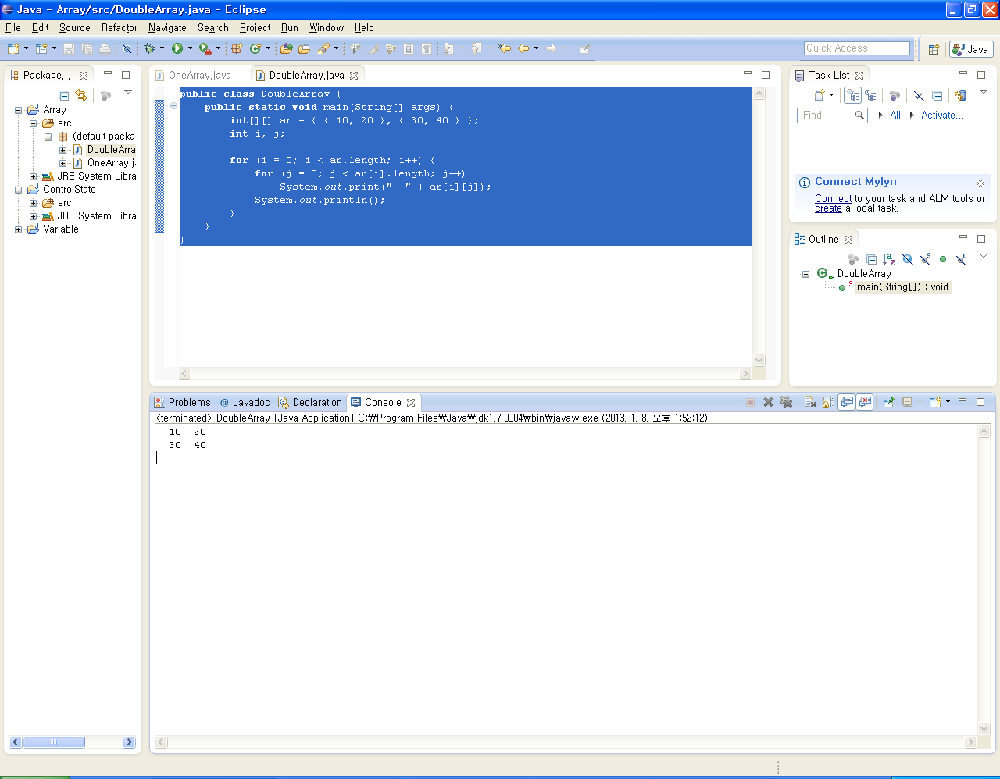 Java - Array/src/DoubleArray.java - Eclipse
File Edit Source Refactor Navigate Search Project Run Window Help
Quick Access
Java
Package...
Array
src
(default packa
DoubleArra
OneArray.j
JRE System Libra
ControlState
src
JRE System Libra
Variable
OneArray.java
DoubleArray.java
public class DoubleArray {
public static void main(String[] args) {
int[][] ar = { { 10, 20 }, { 30, 40 } };
int i, j;
for (i = 0; i < ar.length; i++) {
for (j = 0; j < ar[i].length; j++)
System.out.print("  " + ar[i][j]);
System.out.println();
}
}
}
Task List
Find
All
Activate...
Connect Mylyn
Connect to your task and ALM tools or
create a local task.
Outline
DoubleArray
main(String[]) : void
Problems
@ Javadoc
Declaration
Console
<terminated> DoubleArray [Java Application] C:₩Program Files₩Java₩jdk1.7.0_04₩bin₩javaw.exe (2013. 1. 8. 오후 1:52:12)
10 20
30 40